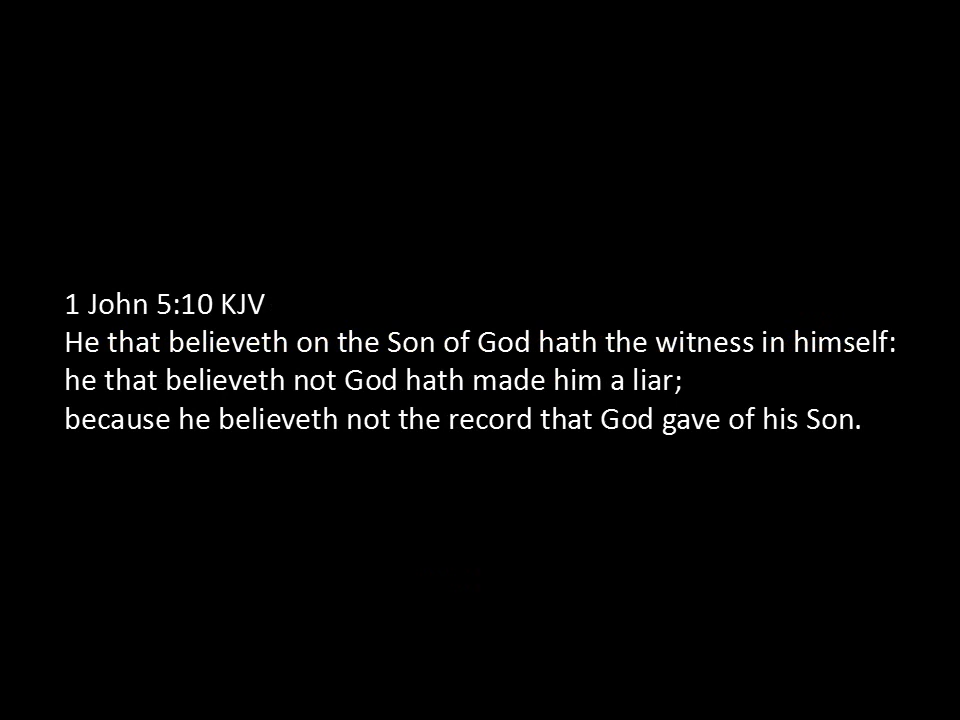 1 John 5:10 KJV
He that believeth on the Son of God hath the witness in himself:
he that believeth not God hath made him a liar;
because he believeth not the record that God gave of his Son.